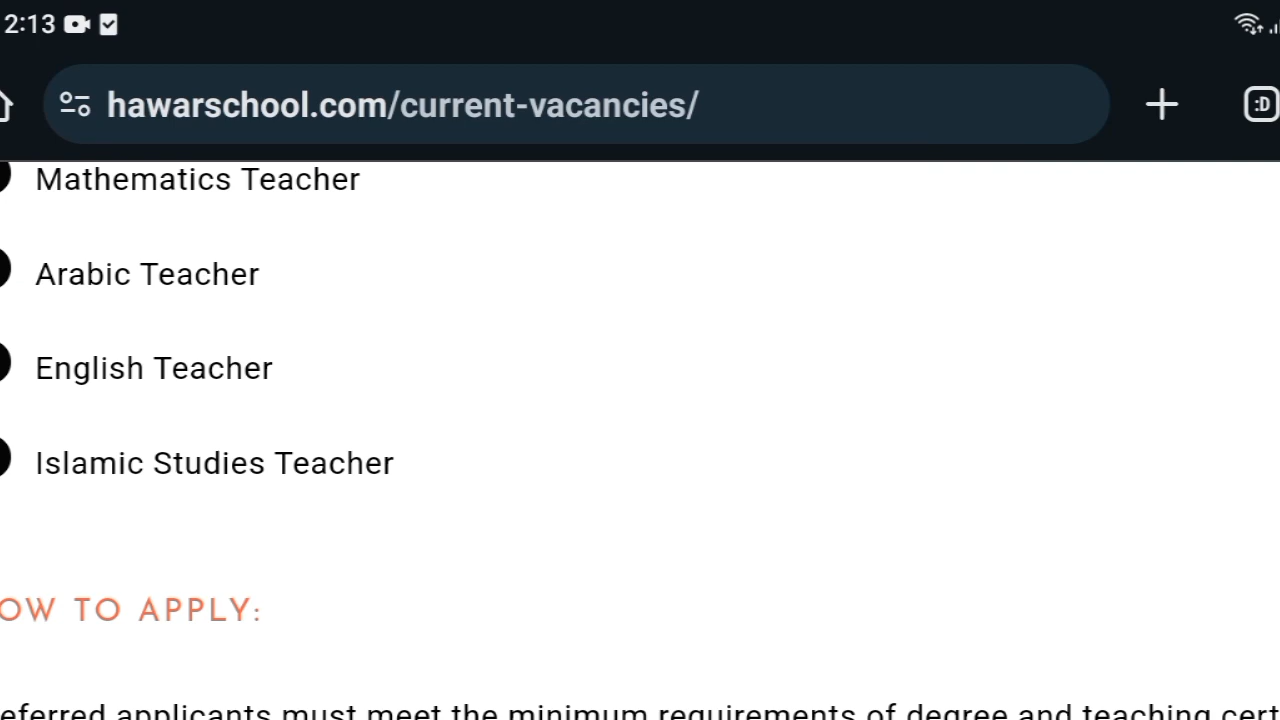 2:13
hawarschool.com/current-vacancies/
:D
Mathematics Teacher
Arabic Teacher
English Teacher
Islamic Studies Teacher
OW TO APPLY:
eferred applicants must meet the minimum requirements of degree and teaching cert